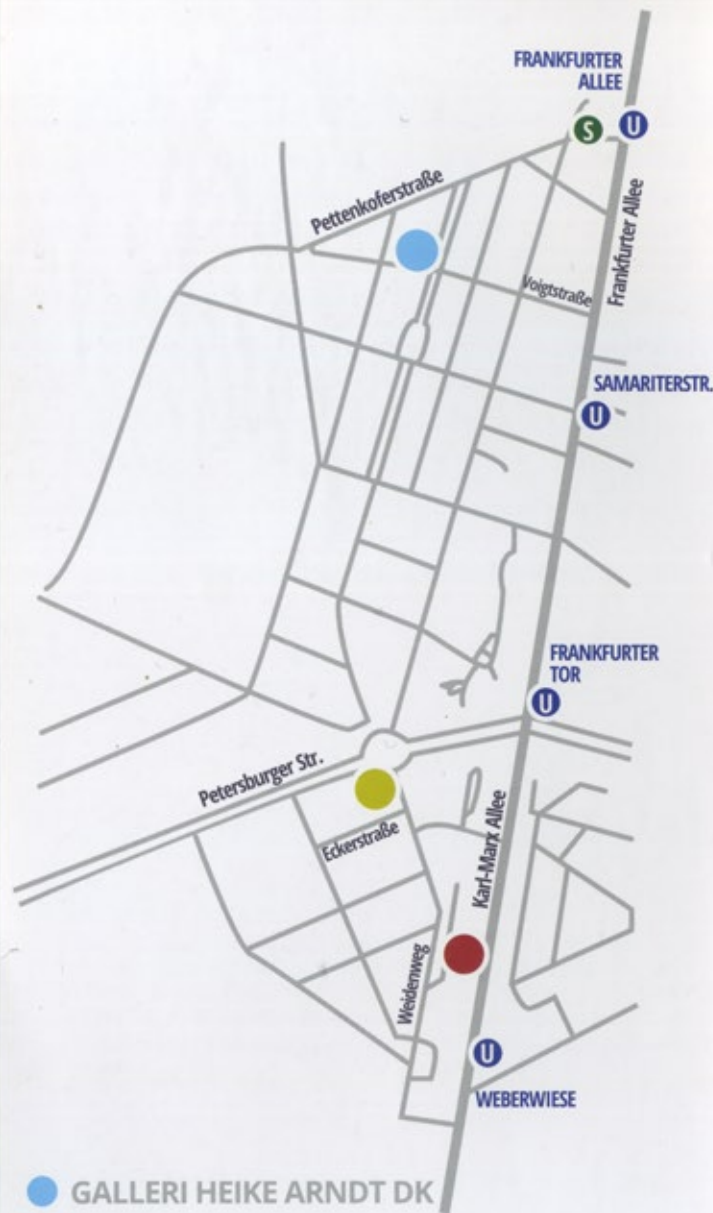 FRANKFURTER
ALLEE
S
U
Pettenkoferstraße
Frankfurter Allee
Voigtstraße
SAMARITERSTR.
U
FRANKFURTER
TOR
U
Petersburger Str.
Eckerstraße
Karl-Marx Allee
Weidenweg
U
WEBERWIESE
GALLERI HEIKE ARNDT DK